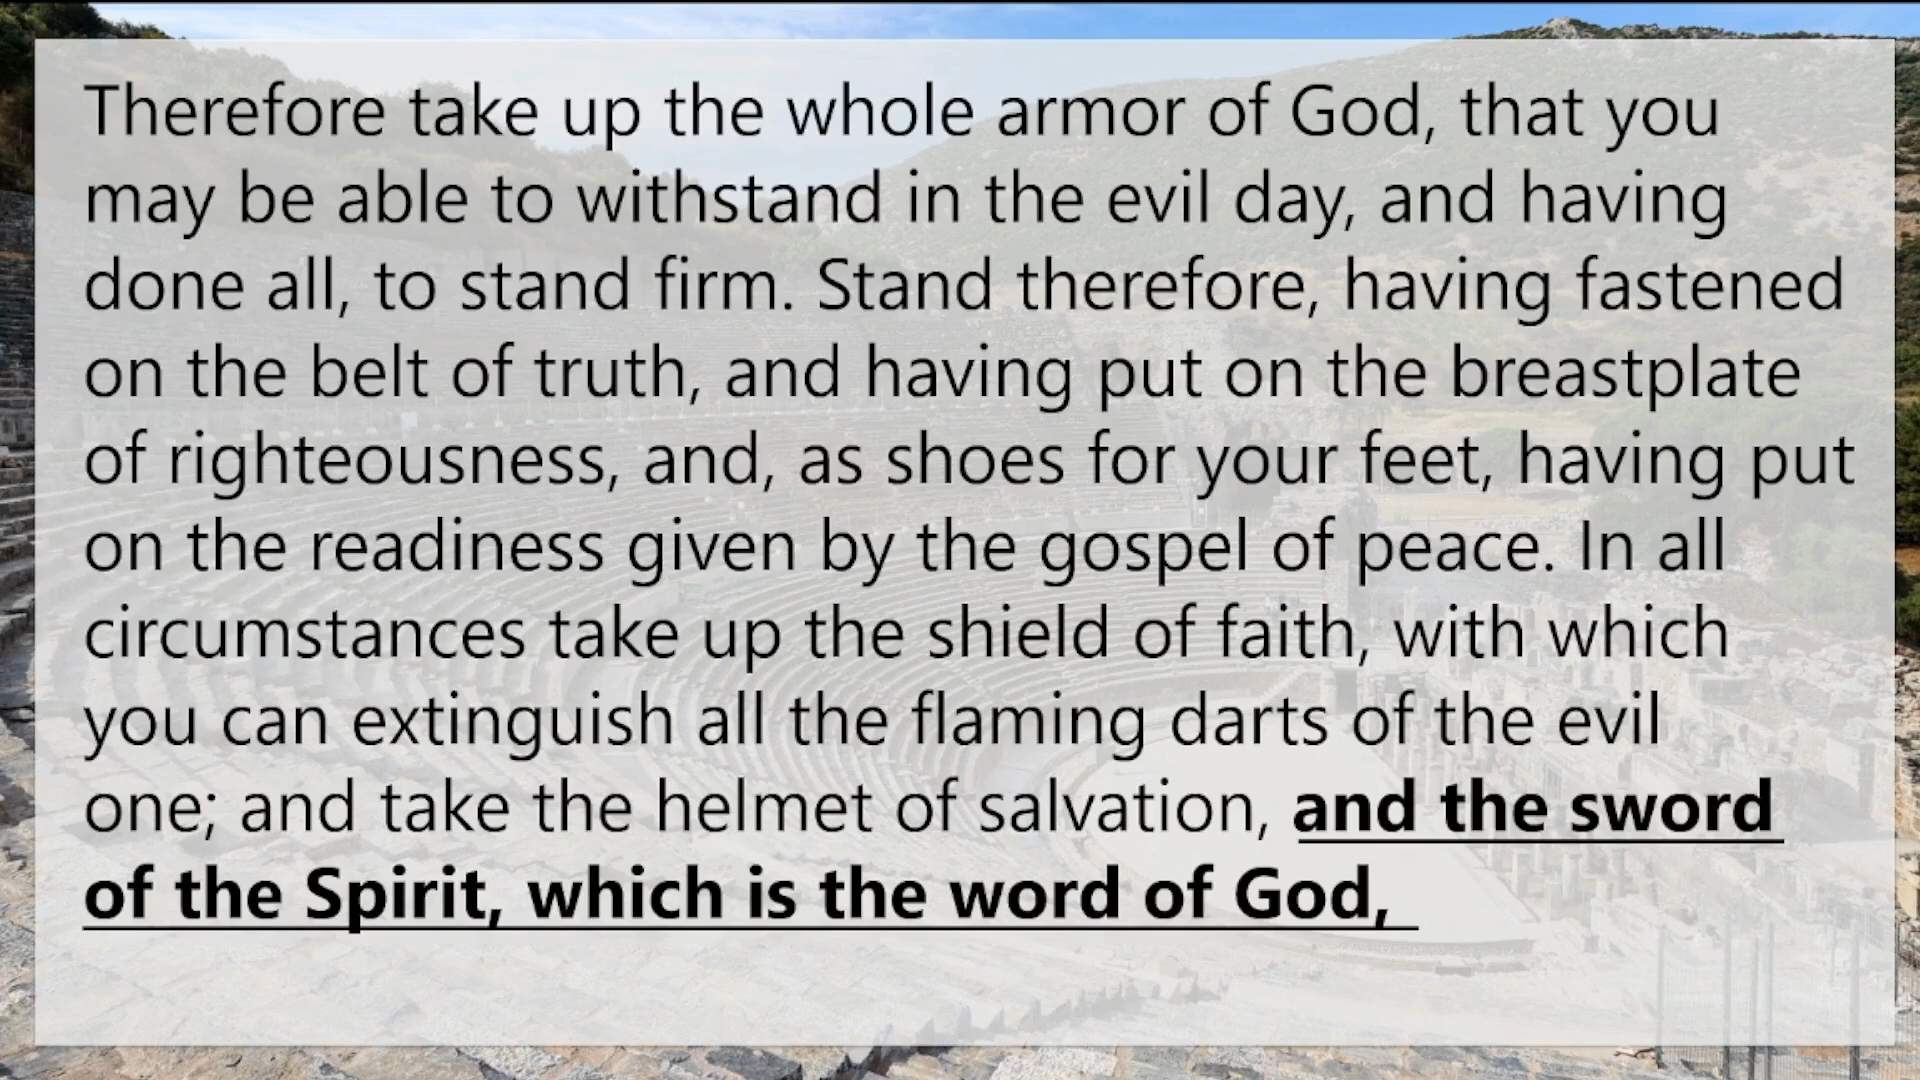 Therefore take up the whole armor of God, that you
may be able to withstand in the evil day, and having
done all, to stand firm. Stand therefore, having fastened
on the belt of truth, and having put on the breastplate
of righteousness, and, as shoes for your feet, having put
on the readiness given by the gospel of peace. In all
circumstances take up the shield of faith, with which
you can extinguish all the flaming darts of the evil
one; and take the helmet of salvation, and the sword
of the Spirit, which is the word of God,